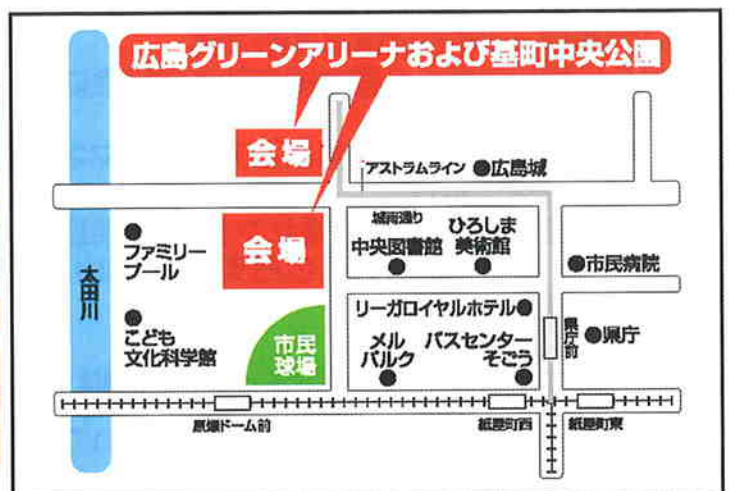 広島グリーンアリーナおよび基町中央公園
会場
アストラムライン
●広島城
会場
城南通り
ファミリー
プール
中央図書館
ひろしま
美術館
●市民病院
太田川
リーガロイヤルホテル●
こども
文化科学館
市民
球場
メル
パルク
バスセンター
そごう
県庁前
●県庁
原爆ドーム前
紙屋町西
紙屋町東